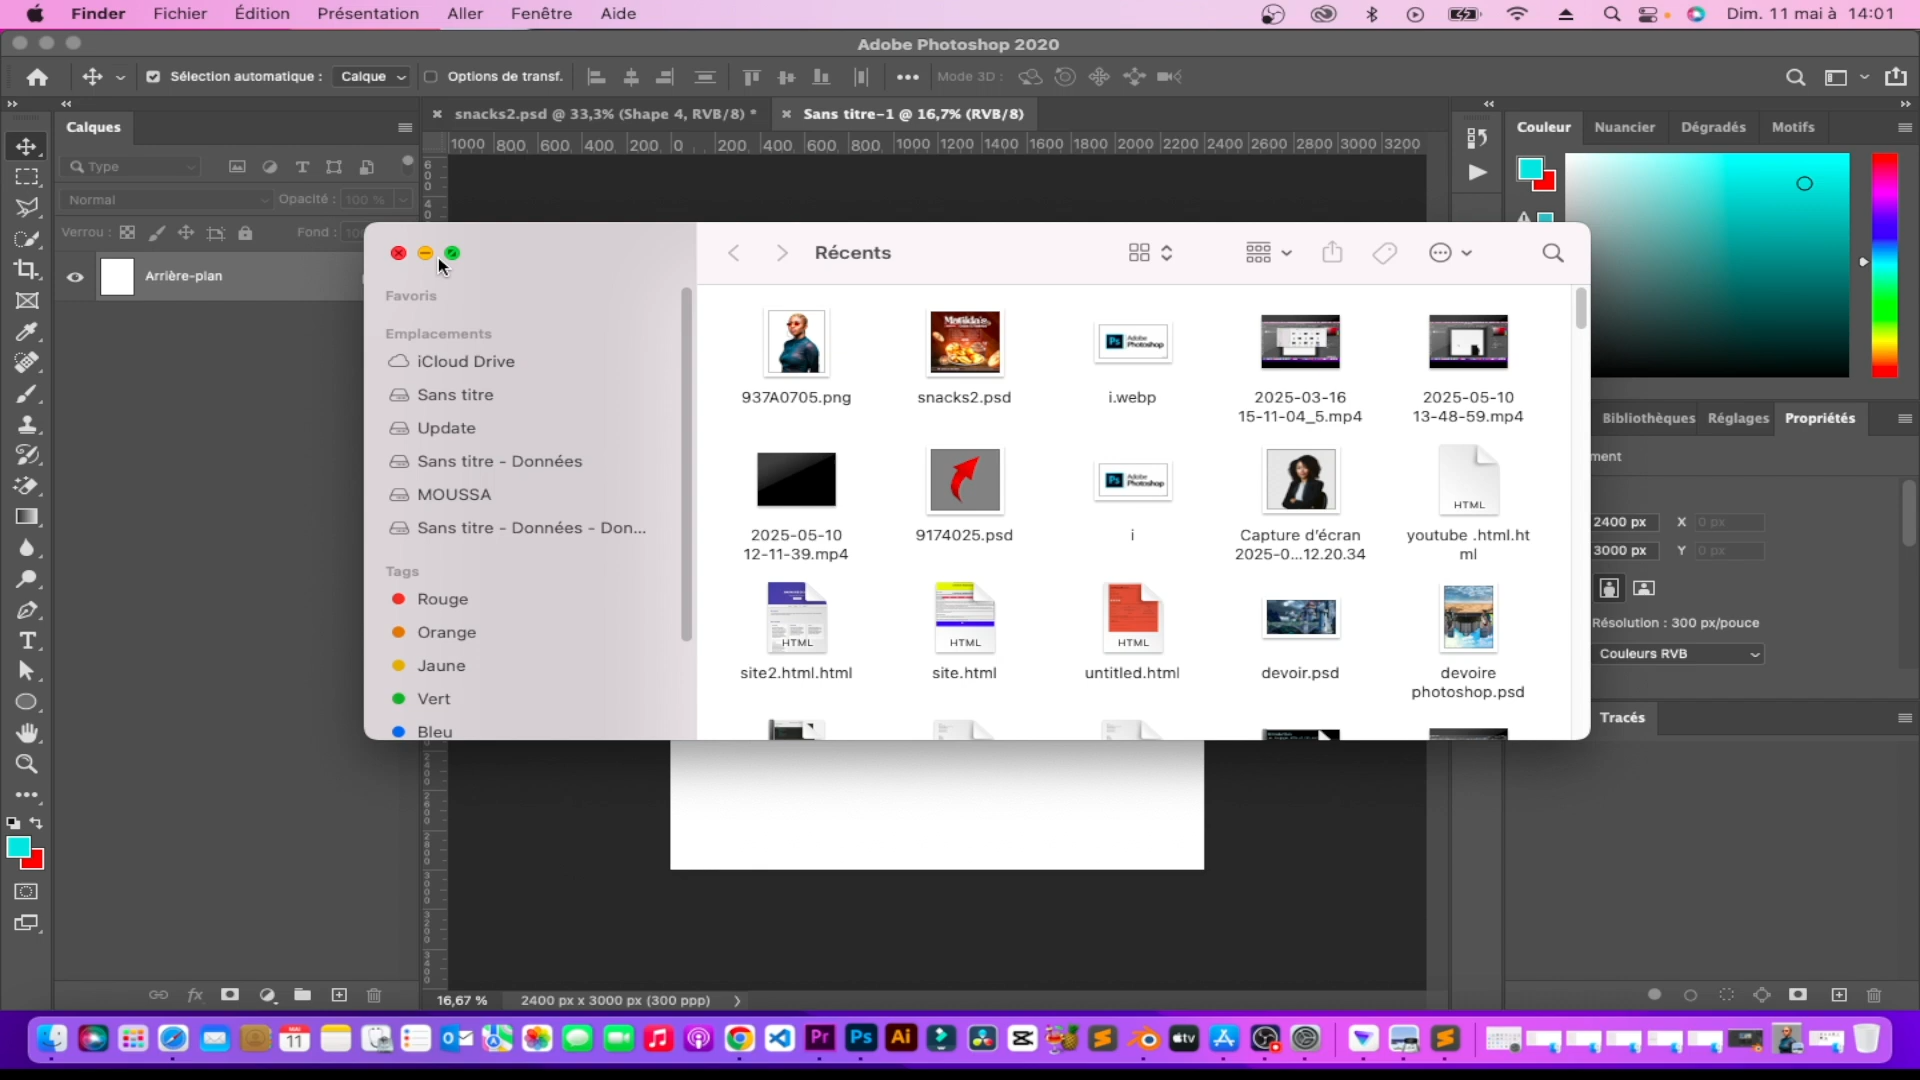 Finder Fichier Édition Présentation Aller Fenêtre Aide Dim. 11 mai à 14:01
Adobe Photoshop 2020
Sélection automatique : Calque Options de transf. Mode 3D :
Calques
snacks2.psd @ 33,3% (Shape 4, RVB/8) *
Sans titre-1 @ 16,7% (RVB/8)
Couleur Nuancier Dégradés Motifs
1000 800 600 400 200 0 200 400 600 800 1000 1200 1400 1600 1800 2000 2200 2400 2600 2800 3000 3200
Type
Normal Opacité : 100 %
Verrou : Fond :
Arrière-plan
Récents
Favoris
Emplacements
iCloud Drive
Sans titre
Update
Sans titre - Données
MOUSSA
Sans titre - Données - Don...
Tags
Rouge
Orange
Jaune
Vert
Bleu
937A0705.png
snacks2.psd
i.webp
2025-03-16
15-11-04_5.mp4
2025-05-10
13-48-59.mp4
2025-05-10
12-11-39.mp4
9174025.psd
i
Capture d'écran
2025-0...12.20.34
HTML
youtube .html.ht
ml
HTML
site2.html.html
HTML
site.html
HTML
untitled.html
devoir.psd
devoire
photoshop.psd
Bibliothèques Réglages Propriétés
ment
2400 px X 0 px
3000 px Y 0 px
Résolution : 300 px/pouce
Couleurs RVB
Tracés
16,67 % 2400 px x 3000 px (300 ppp)